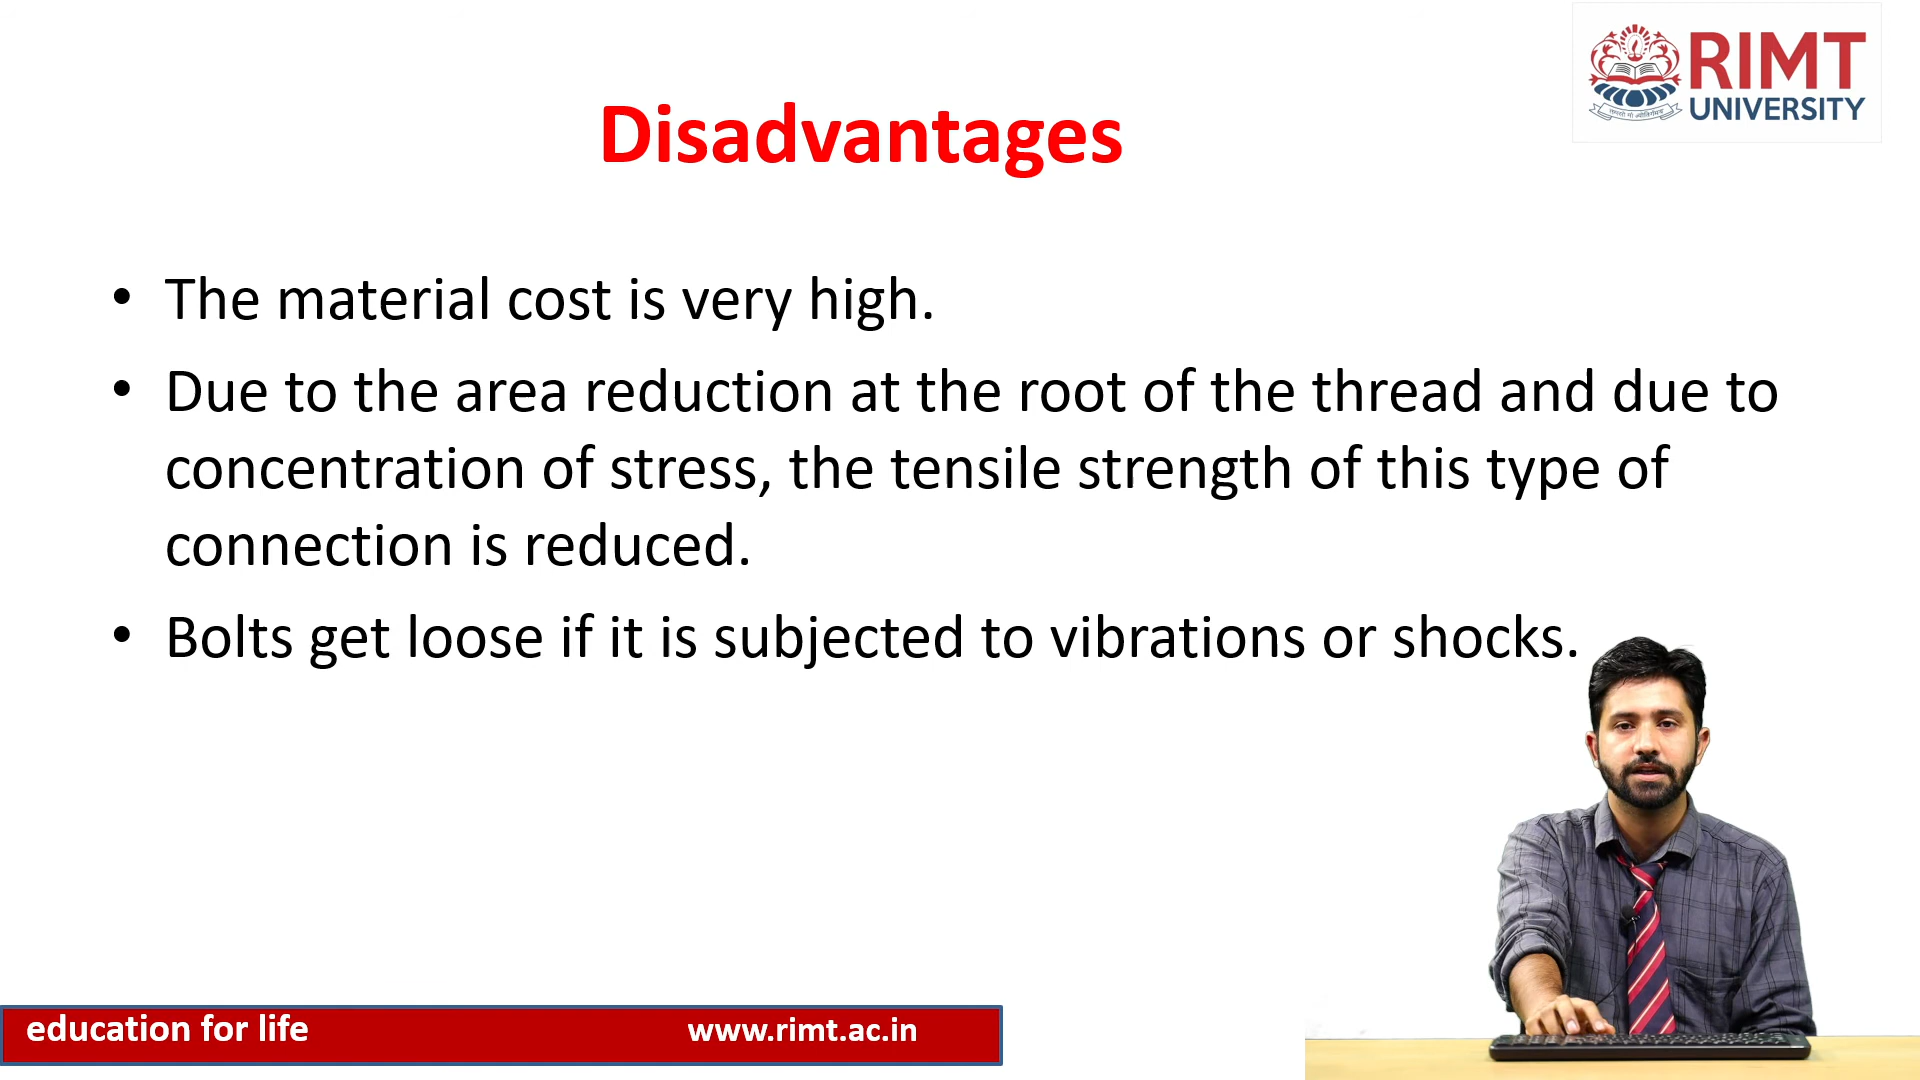 RIMT
UNIVERSITY
Disadvantages
• The material cost is very high.
• Due to the area reduction at the root of the thread and due to
concentration of stress, the tensile strength of this type of
connection is reduced.
• Bolts get loose if it is subjected to vibrations or shocks.
education for life
www.rimt.ac.in